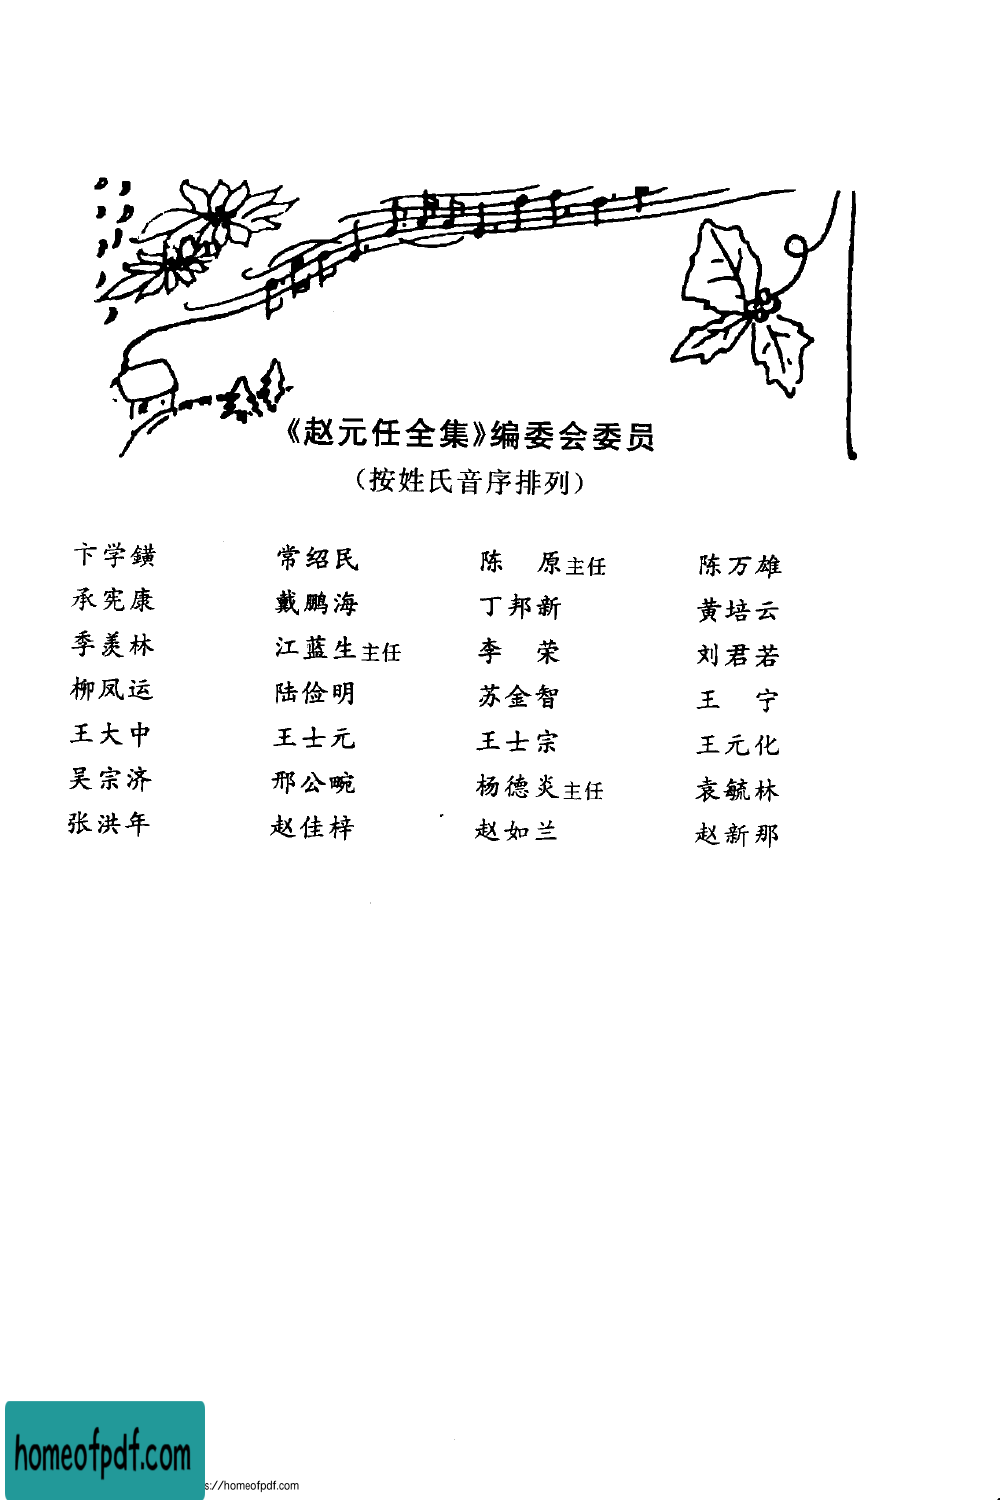 《赵元任全集》编委会委员
（按姓氏音序排列）
卞学鐄 常绍民 陈 原主任 陈万雄
承宪康 戴鹏海 丁邦新 黄培云
季羡林 江蓝生主任 李 荣 刘君若
柳凤运 陆俭明 苏金智 王 宁
王大中 王士元 王士宗 王元化
吴宗济 邢公畹 杨德炎主任 袁毓林
张洪年 赵佳梓 赵如兰 赵新那
homeofpdf.com
s://homeofpdf.com